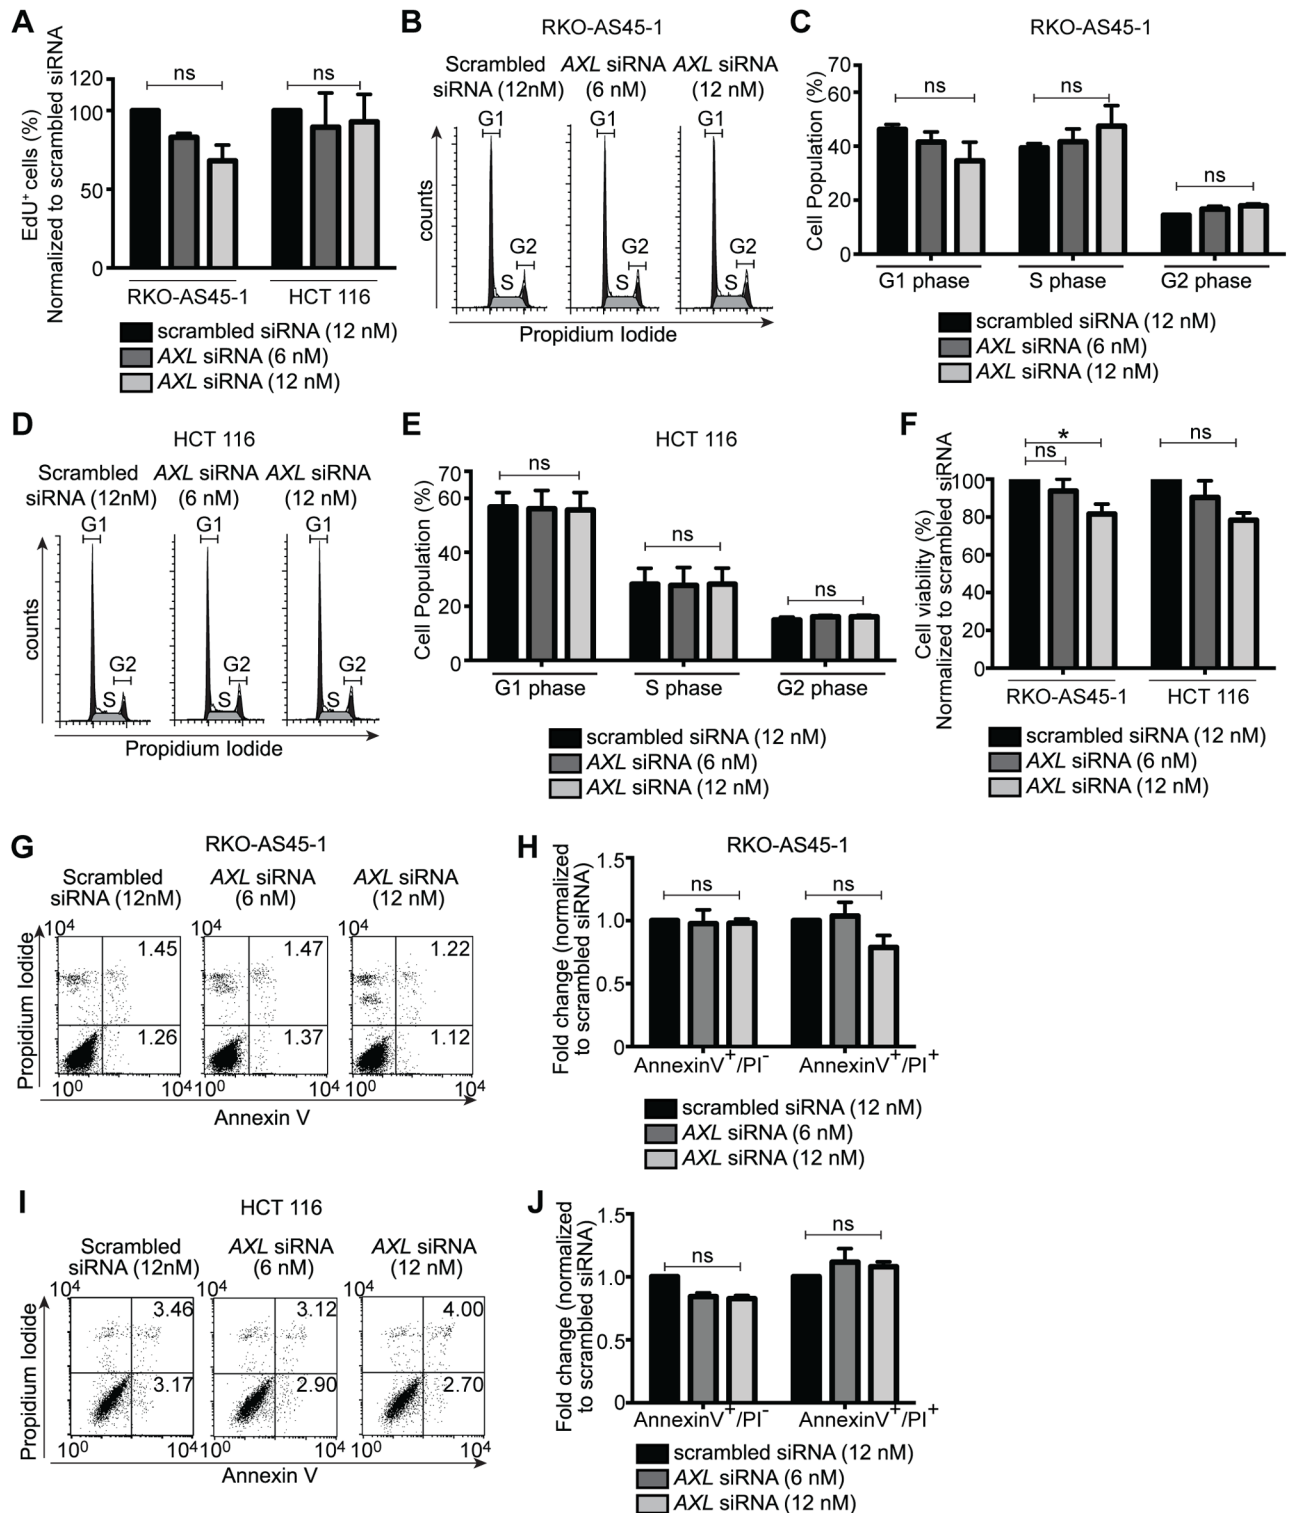 A
EdU+ cells (%)
Normalized to scrambled siRNA
120
100
50
0
ns
ns
RKO-AS45-1
HCT 116
scrambled siRNA (12 nM)
AXL siRNA (6 nM)
AXL siRNA (12 nM)
B
RKO-AS45-1
Scrambled
siRNA (12nM)
AXL siRNA
(6 nM)
AXL siRNA
(12 nM)
counts
G1
S
G2
G1
S
G2
G1
S
G2
Propidium Iodide
C
RKO-AS45-1
Cell Population (%)
70
60
40
20
0
ns
ns
ns
G1 phase
S phase
G2 phase
scrambled siRNA (12 nM)
AXL siRNA (6 nM)
AXL siRNA (12 nM)
D
HCT 116
Scrambled
siRNA (12nM)
AXL siRNA
(6 nM)
AXL siRNA
(12 nM)
counts
G1
S
G2
G1
S
G2
G1
S
G2
Propidium Iodide
E
HCT 116
Cell Population (%)
70
60
40
20
0
ns
ns
ns
G1 phase
S phase
G2 phase
scrambled siRNA (12 nM)
AXL siRNA (6 nM)
AXL siRNA (12 nM)
F
Cell viability (%)
Normalized to scrambled siRNA
100
80
60
40
20
0
*
ns
ns
RKO-AS45-1
HCT 116
scrambled siRNA (12 nM)
AXL siRNA (6 nM)
AXL siRNA (12 nM)
G
RKO-AS45-1
Scrambled
siRNA (12nM)
AXL siRNA
(6 nM)
AXL siRNA
(12 nM)
Propidium Iodide
10⁴
1.45
1.26
10⁰
10⁴
10⁴
1.47
1.37
10⁰
10⁴
10⁴
1.22
1.12
10⁰
10⁴
Annexin V
H
RKO-AS45-1
Fold change (normalized
to scrambled siRNA)
1.5
1.0
0.5
0
ns
ns
AnnexinV+/PI-
AnnexinV+/PI+
scrambled siRNA (12 nM)
AXL siRNA (6 nM)
AXL siRNA (12 nM)
I
HCT 116
Scrambled
siRNA (12nM)
AXL siRNA
(6 nM)
AXL siRNA
(12 nM)
Propidium Iodide
10⁴
3.46
3.17
10⁰
10⁴
10⁴
3.12
2.90
10⁰
10⁴
10⁴
4.00
2.70
10⁰
10⁴
Annexin V
J
Fold change (normalized
to scrambled siRNA)
1.5
1.0
0.5
0
ns
ns
AnnexinV+/PI-
AnnexinV+/PI+
scrambled siRNA (12 nM)
AXL siRNA (6 nM)
AXL siRNA (12 nM)